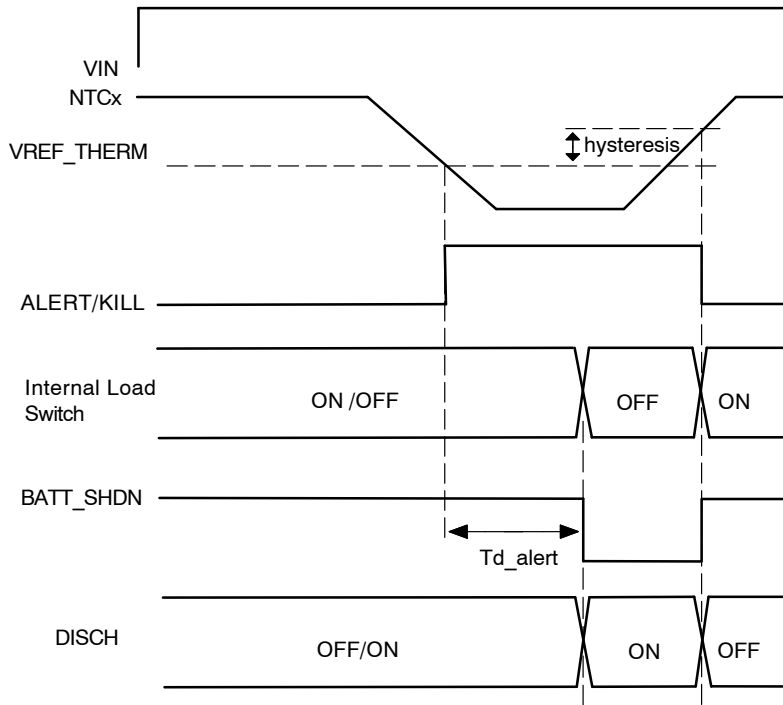 VIN
NTCx
VREF_THERM
hysteresis
ALERT/KILL
Internal Load
Switch
ON /OFF
OFF
ON
BATT_SHDN
Td_alert
DISCH
OFF/ON
ON
OFF